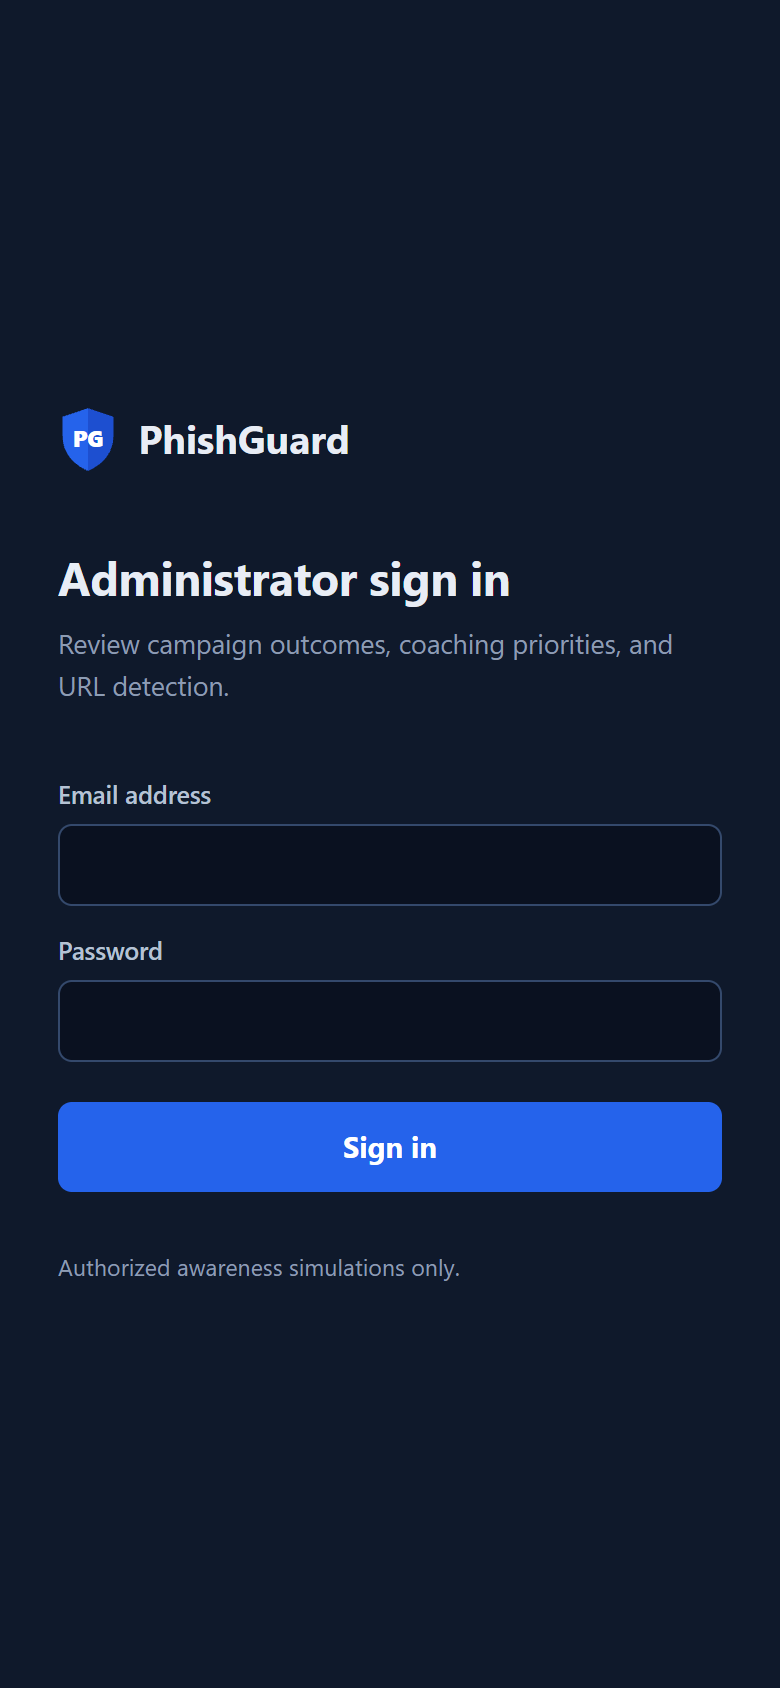 PG
PhishGuard
Administrator sign in
Review campaign outcomes, coaching priorities, and
URL detection.
Email address
Password
Sign in
Authorized awareness simulations only.